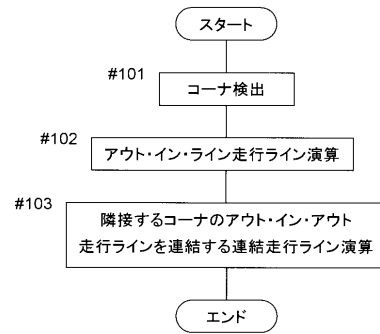 スタート
#101
コーナ検出
#102
アウト・イン・ライン走行ライン演算
#103
隣接するコーナのアウト・イン・アウト
走行ラインを連結する連結走行ライン演算
エンド